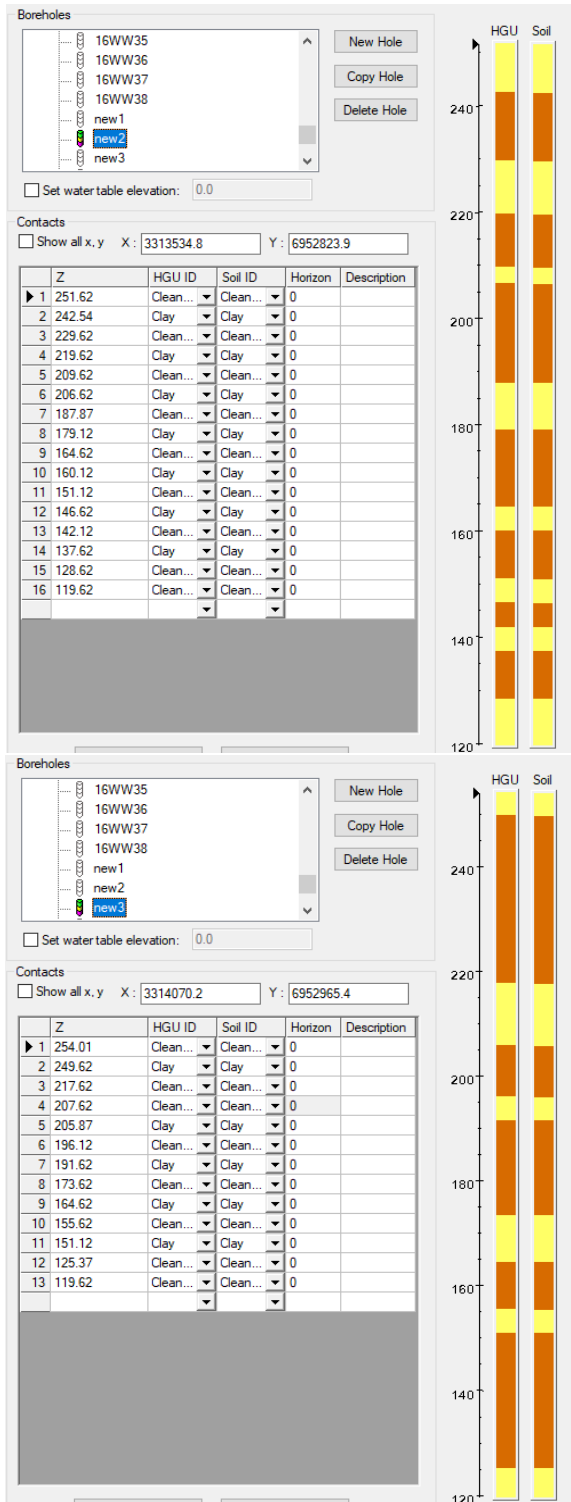 Boreholes
16WW35
16WW36
16WW37
16WW38
new1
new2
new3
New Hole
Copy Hole
Delete Hole
Set water table elevation: 0.0
Contacts
Show all x, y X : 3313534.8 Y : 6952823.9
Z HGU ID Soil ID Horizon Description
1 251.62 Clean... Clean... 0
2 242.54 Clay Clay 0
3 229.62 Clean... Clean... 0
4 219.62 Clay Clay 0
5 209.62 Clean... Clean... 0
6 206.62 Clay Clay 0
7 187.87 Clean... Clean... 0
8 179.12 Clay Clay 0
9 164.62 Clean... Clean... 0
10 160.12 Clay Clay 0
11 151.12 Clean... Clean... 0
12 146.62 Clay Clay 0
13 142.12 Clean... Clean... 0
14 137.62 Clay Clay 0
15 128.62 Clean... Clean... 0
16 119.62 Clean... Clean... 0
HGU Soil
240
220
200
180
160
140
120
Boreholes
16WW35
16WW36
16WW37
16WW38
new1
new2
new3
New Hole
Copy Hole
Delete Hole
Set water table elevation: 0.0
Contacts
Show all x, y X : 3314070.2 Y : 6952965.4
Z HGU ID Soil ID Horizon Description
1 254.01 Clean... Clean... 0
2 249.62 Clay Clay 0
3 217.62 Clean... Clean... 0
4 207.62 Clean... Clean... 0
5 205.87 Clay Clay 0
6 196.12 Clean... Clean... 0
7 191.62 Clay Clay 0
8 173.62 Clean... Clean... 0
9 164.62 Clay Clay 0
10 155.62 Clean... Clean... 0
11 151.12 Clay Clay 0
12 125.37 Clean... Clean... 0
13 119.62 Clean... Clean... 0
HGU Soil
240
220
200
180
160
140
120